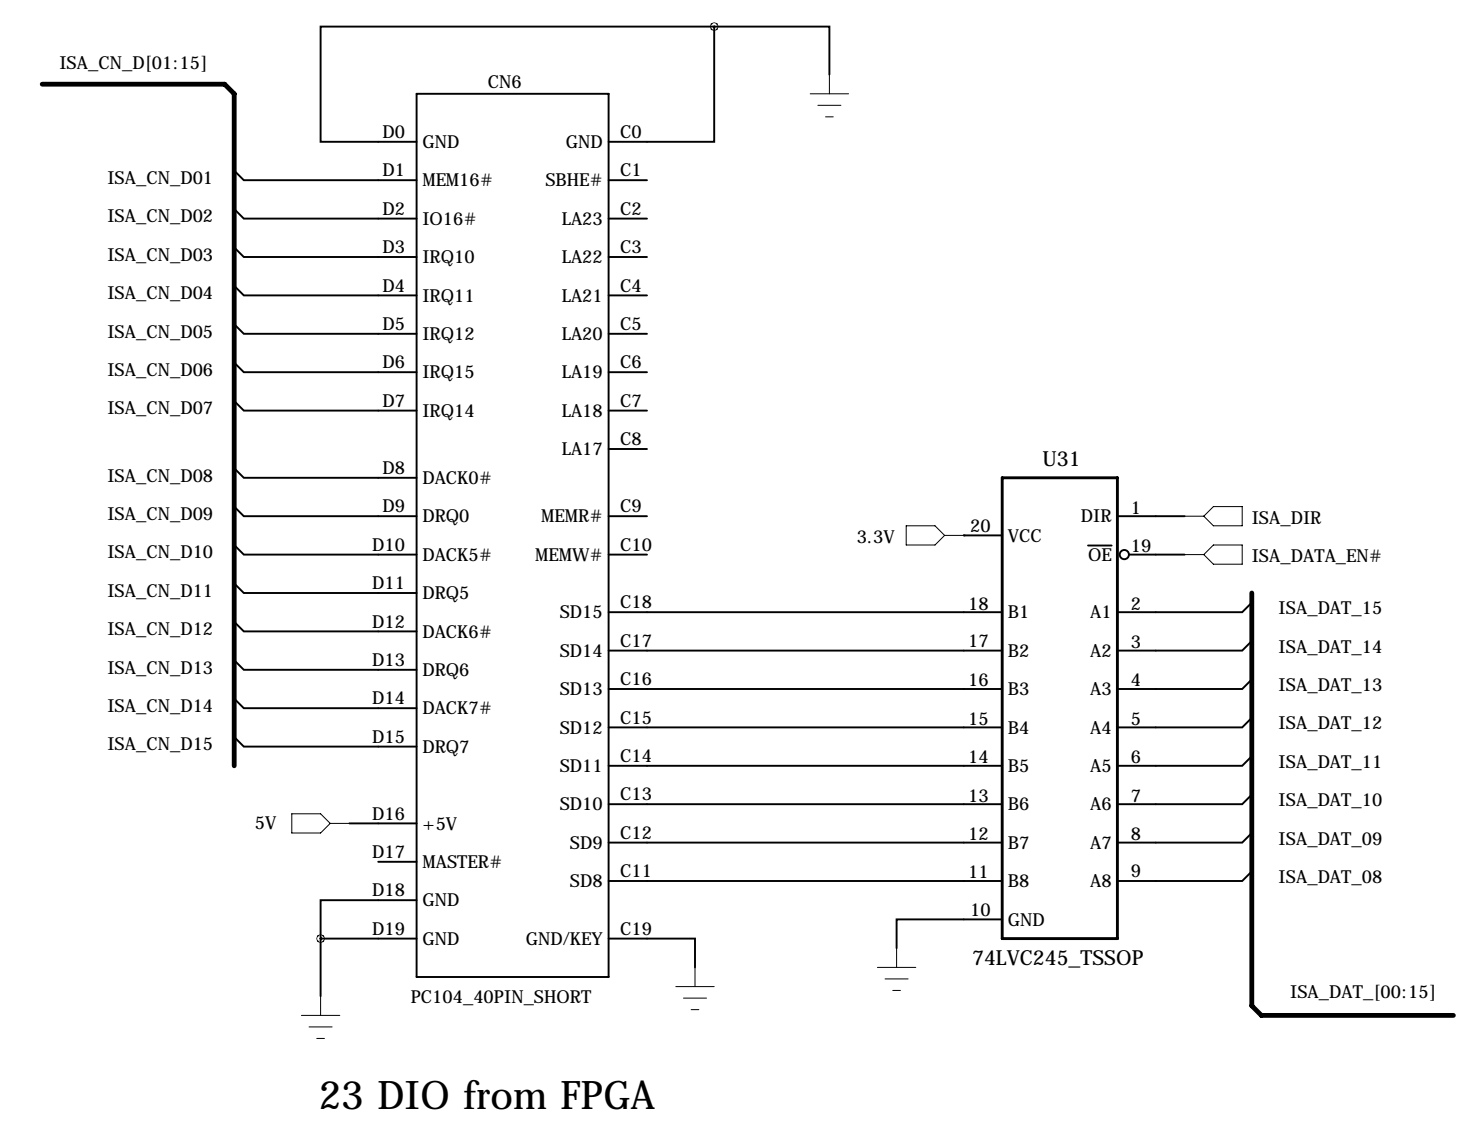 ISA_CN_D[01:15]
CN6
D0 GND GND C0
ISA_CN_D01 D1 MEM16# SBHE# C1
ISA_CN_D02 D2 IO16# LA23 C2
ISA_CN_D03 D3 IRQ10 LA22 C3
ISA_CN_D04 D4 IRQ11 LA21 C4
ISA_CN_D05 D5 IRQ12 LA20 C5
ISA_CN_D06 D6 IRQ15 LA19 C6
ISA_CN_D07 D7 IRQ14 LA18 C7
LA17 C8
U31
ISA_CN_D08 D8 DACK0#
ISA_CN_D09 D9 DRQ0 MEMR# C9 DIR 1 ISA_DIR
3.3V 20 VCC
ISA_CN_D10 D10 DACK5# MEMW# C10 OE 19 ISA_DATA_EN#
ISA_CN_D11 D11 DRQ5
SD15 C18 18 B1 A1 2 ISA_DAT_15
ISA_CN_D12 D12 DACK6#
SD14 C17 17 B2 A2 3 ISA_DAT_14
ISA_CN_D13 D13 DRQ6
SD13 C16 16 B3 A3 4 ISA_DAT_13
ISA_CN_D14 D14 DACK7#
SD12 C15 15 B4 A4 5 ISA_DAT_12
ISA_CN_D15 D15 DRQ7
SD11 C14 14 B5 A5 6 ISA_DAT_11
SD10 C13 13 B6 A6 7 ISA_DAT_10
5V D16 +5V
SD9 C12 12 B7 A7 8 ISA_DAT_09
D17 MASTER#
SD8 C11 11 B8 A8 9 ISA_DAT_08
D18 GND
10 GND
D19 GND GND/KEY C19
74LVC245_TSSOP
PC104_40PIN_SHORT
ISA_DAT_[00:15]
23 DIO from FPGA